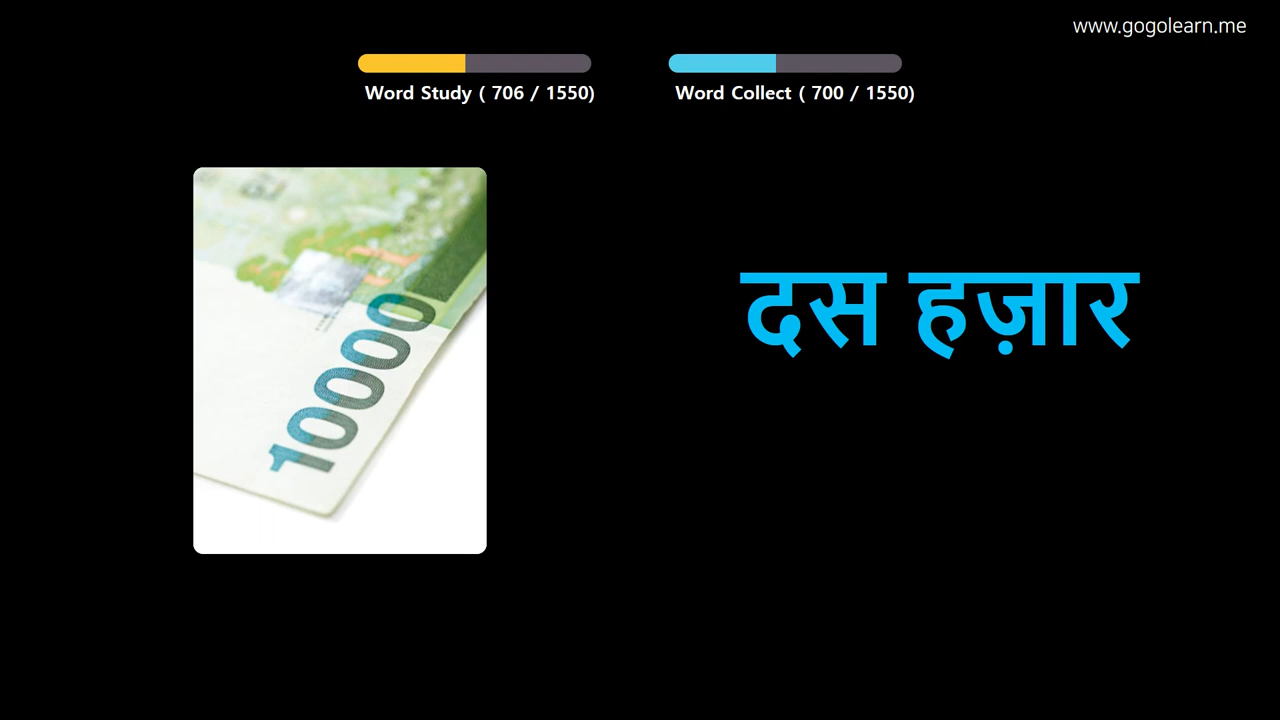 www.gogolearn.me
Word Study ( 706 / 1550)
Word Collect ( 700 / 1550)
दस हज़ार
10000